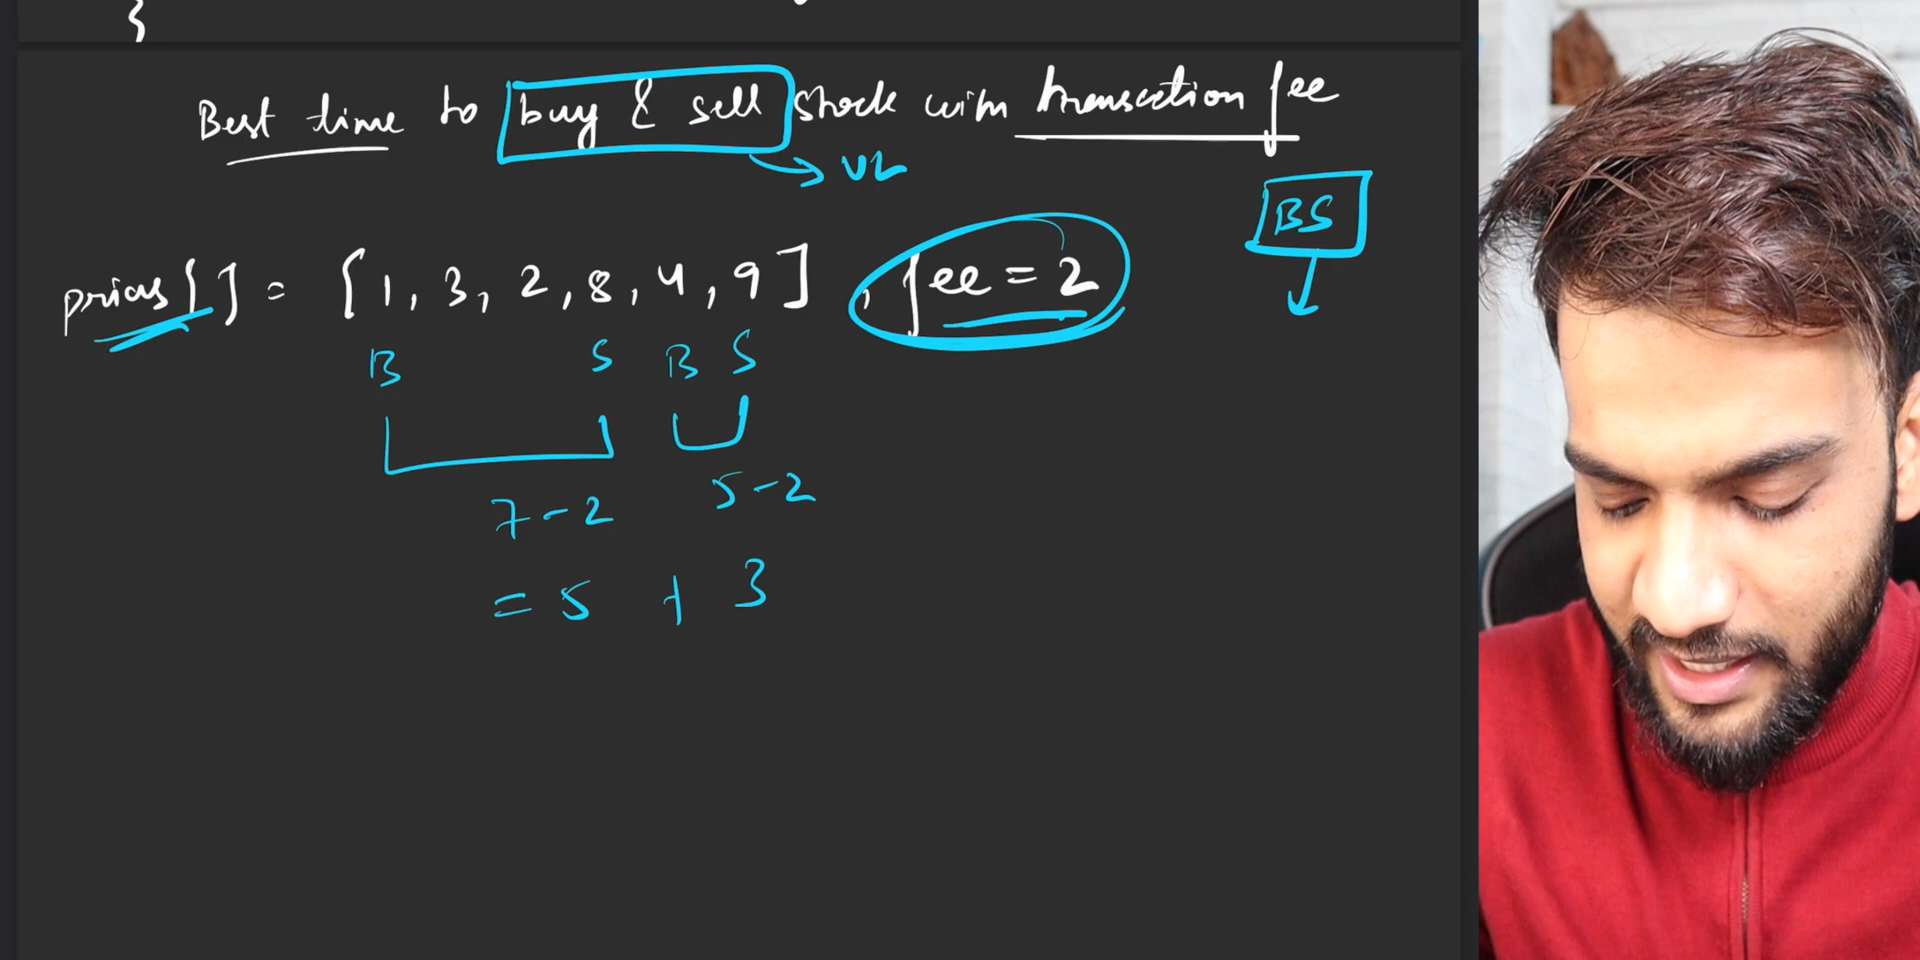 }
Best time to buy & sell stock with transaction fee
→ UL
BS
prices[] = [1, 3, 2, 8, 4, 9] , fee = 2
B S B S
7-2 5-2
= 5 + 3